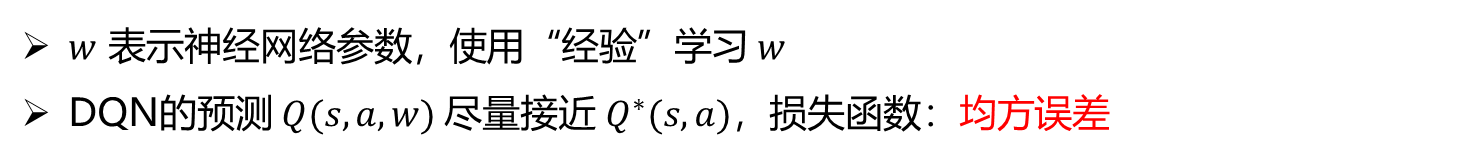 ➢ 𝑤 表示神经网络参数，使用“经验”学习 𝑤
➢ DQN的预测 𝑄(𝑠, 𝑎, 𝑤) 尽量接近 𝑄*(𝑠, 𝑎)，损失函数：均方误差